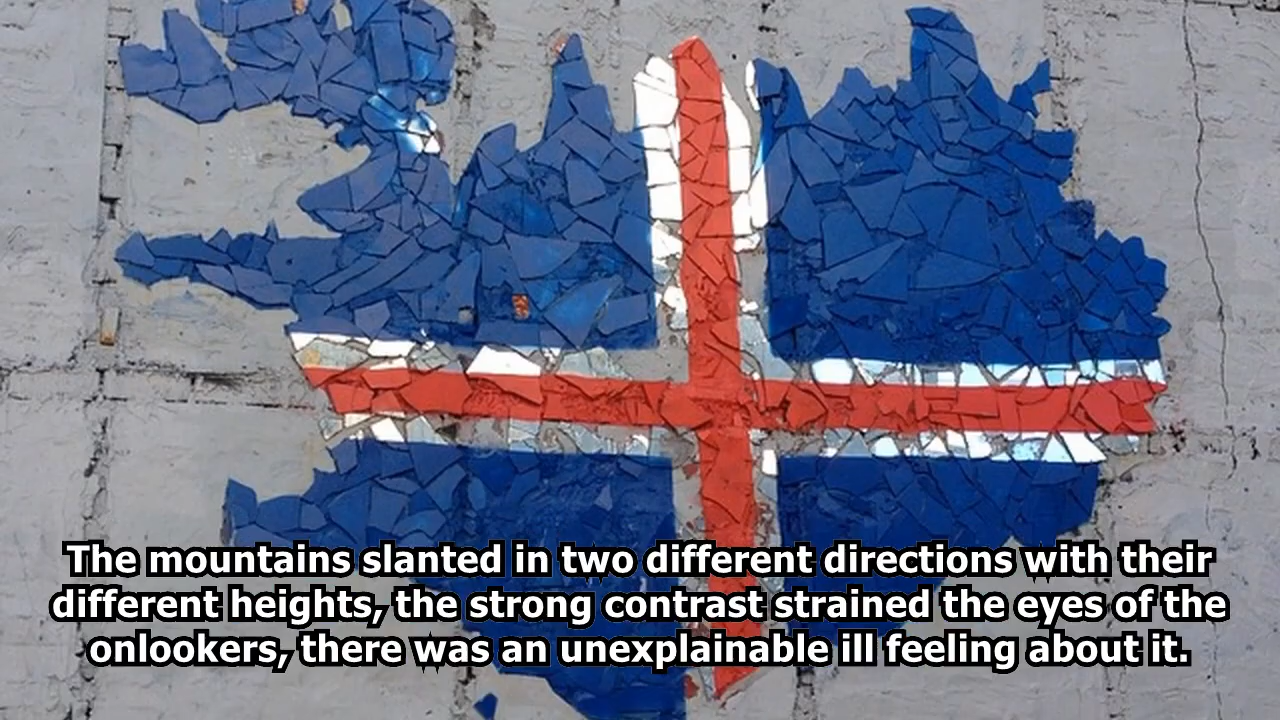 The mountains slanted in two different directions with their
different heights, the strong contrast strained the eyes of the
onlookers, there was an unexplainable ill feeling about it.